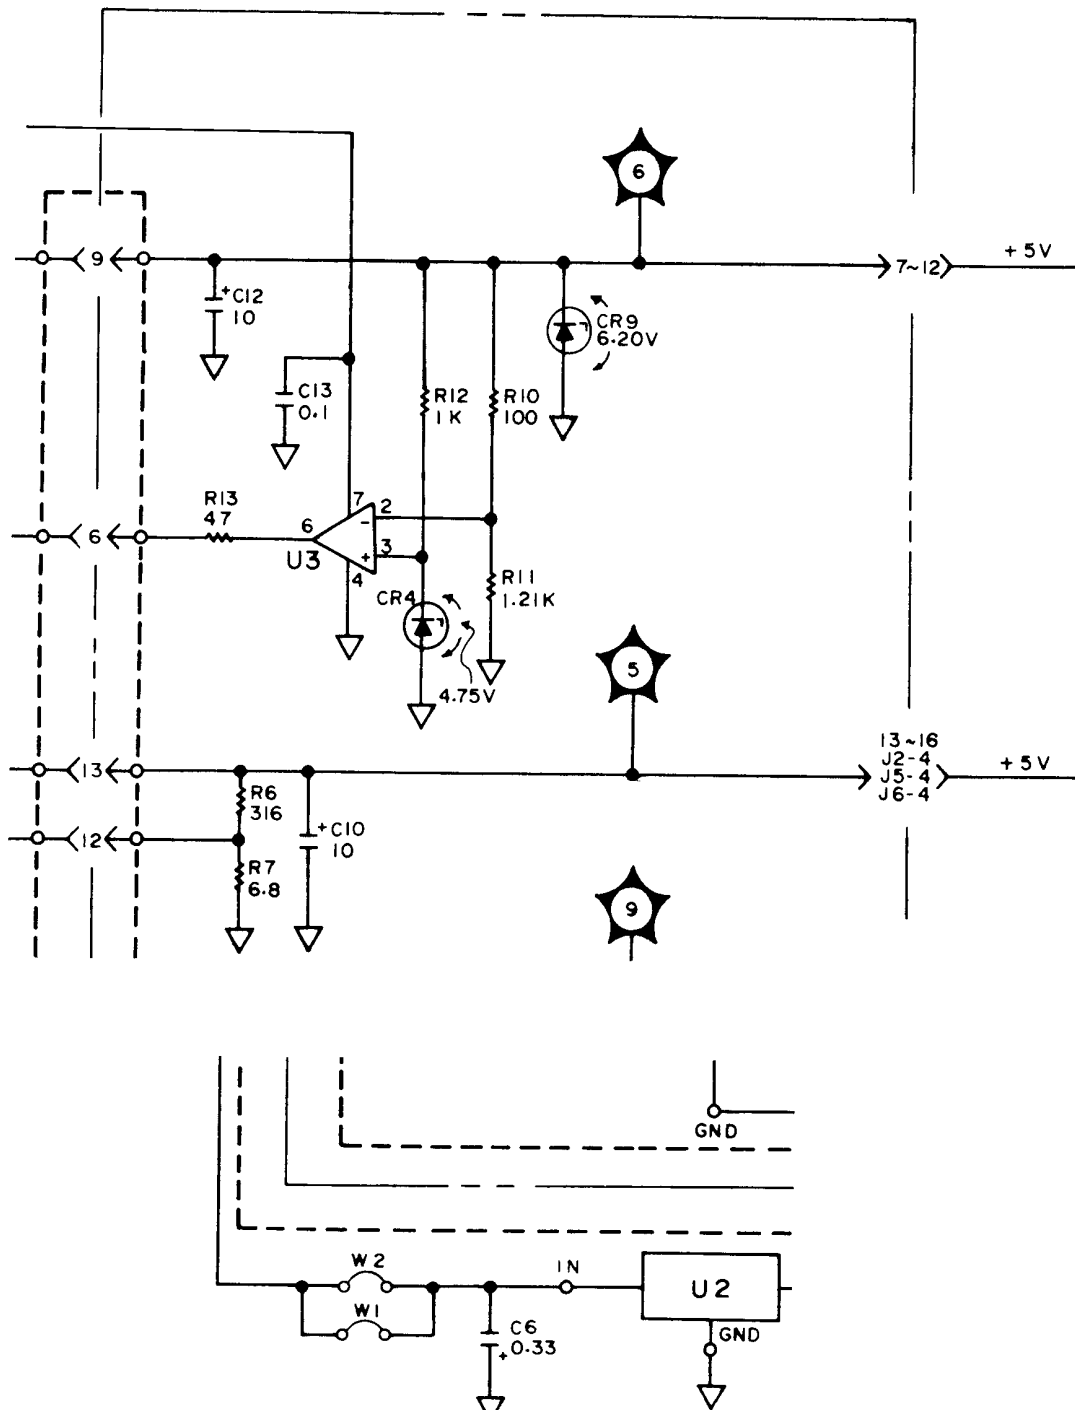 6
9
+ C12
10
7~12
+5V
CR9
6.20V
C13
0.1
R12
1K
R10
100
R13
47
6
6
7
2
-
3
+
4
U3
CR4
4.75V
R11
1.21K
5
13
13~16
J2-4
J5-4
J6-4
+5V
R6
316
+ C10
10
12
R7
6.8
9
GND
W2
W1
IN
U2
C6
+ 0.33
GND